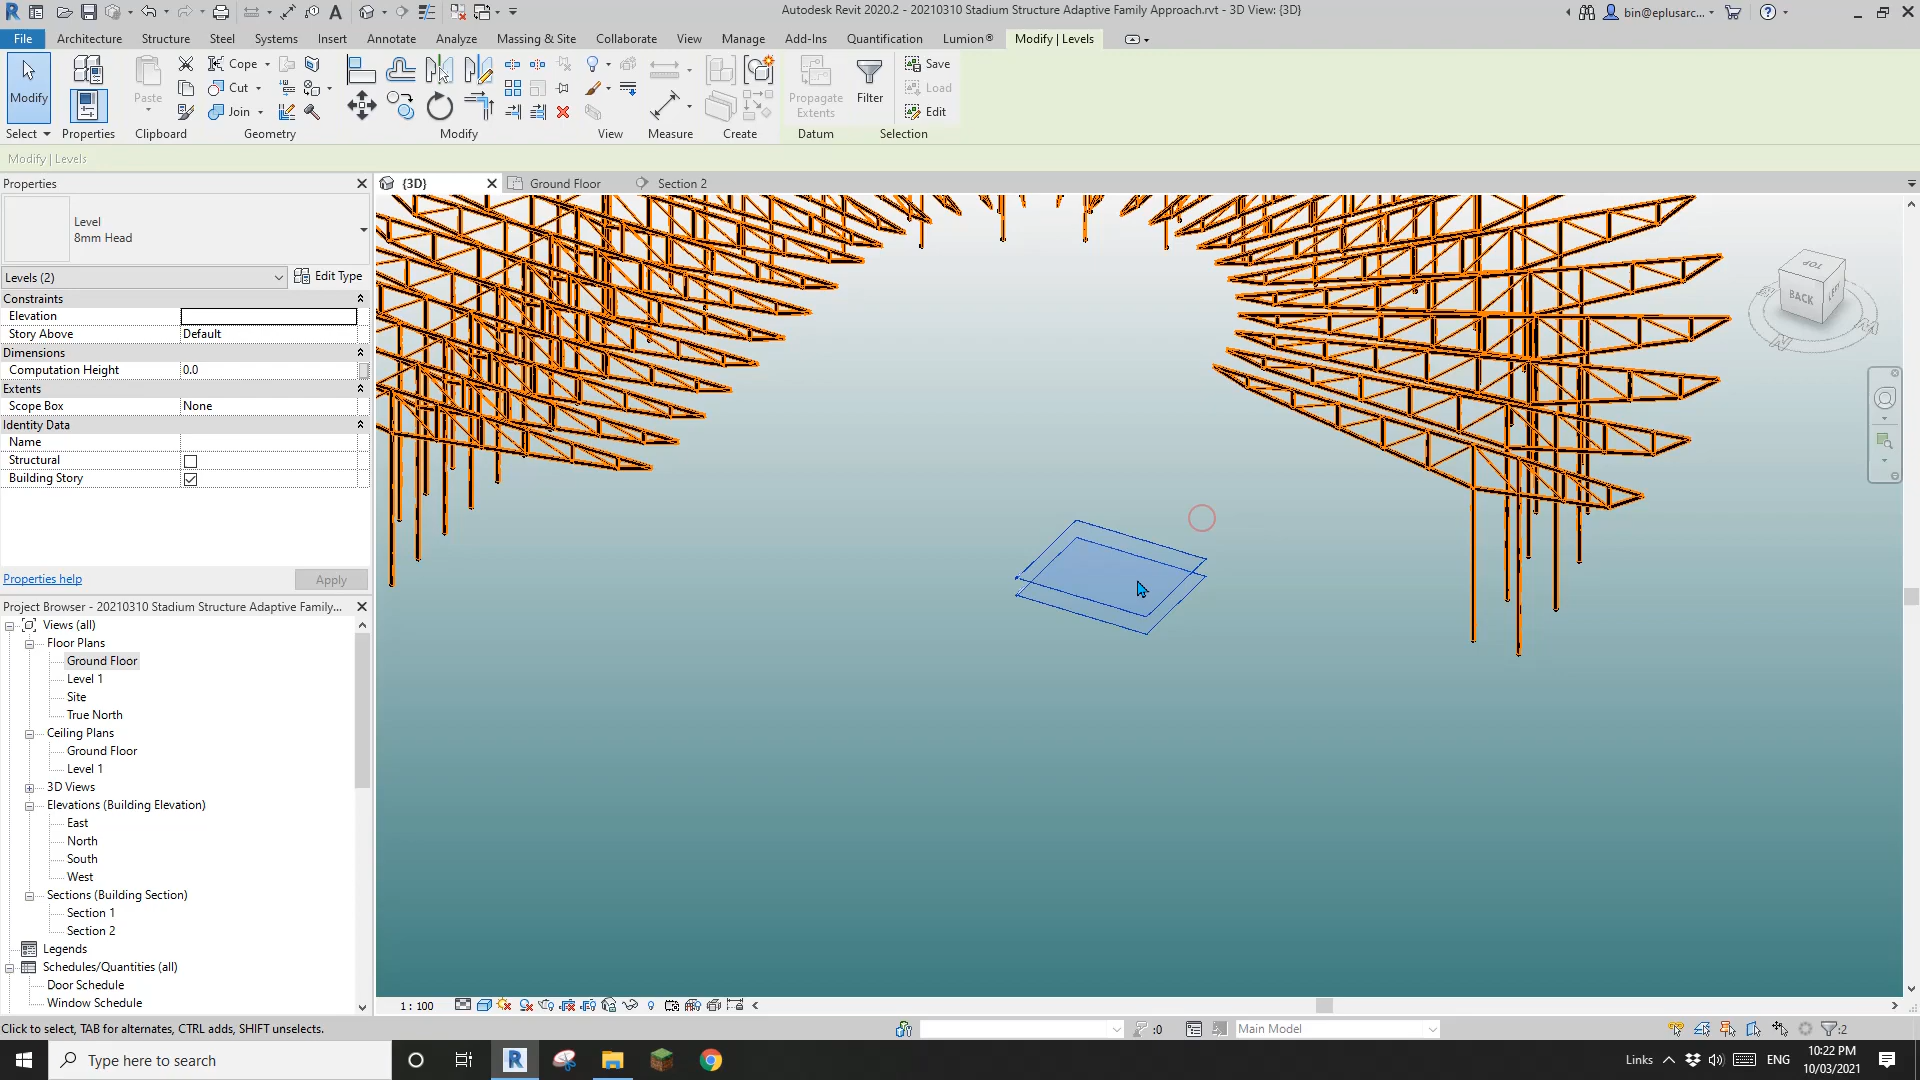 Autodesk Revit 2020.2 - 20210310 Stadium Structure Adaptive Family Approach.rvt - 3D View: {3D}
bin@eplusarc...
File Architecture Structure Steel Systems Insert Annotate Analyze Massing & Site Collaborate View Manage Add-Ins Quantification Lumion® Modify | Levels
Modify
Paste
Cope
Cut
Join
Propagate
Extents
Filter
Save
Load
Edit
Select Properties Clipboard Geometry Modify View Measure Create Datum Selection
Modify | Levels
Properties
{3D} Ground Floor Section 2
Level
8mm Head
Levels (2) Edit Type
Constraints
Elevation
Story Above Default
Dimensions
Computation Height 0.0
Extents
Scope Box None
Identity Data
Name
Structural
Building Story
Properties help Apply
TOP
BACK
LEFT
N
W
Project Browser - 20210310 Stadium Structure Adaptive Family...
Views (all)
Floor Plans
Ground Floor
Level 1
Site
True North
Ceiling Plans
Ground Floor
Level 1
3D Views
Elevations (Building Elevation)
East
North
South
West
Sections (Building Section)
Section 1
Section 2
Legends
Schedules/Quantities (all)
Door Schedule
Window Schedule
1 : 100
Click to select, TAB for alternates, CTRL adds, SHIFT unselects.
:0
Main Model
:2
Type here to search
Links
ENG
10:22 PM
10/03/2021